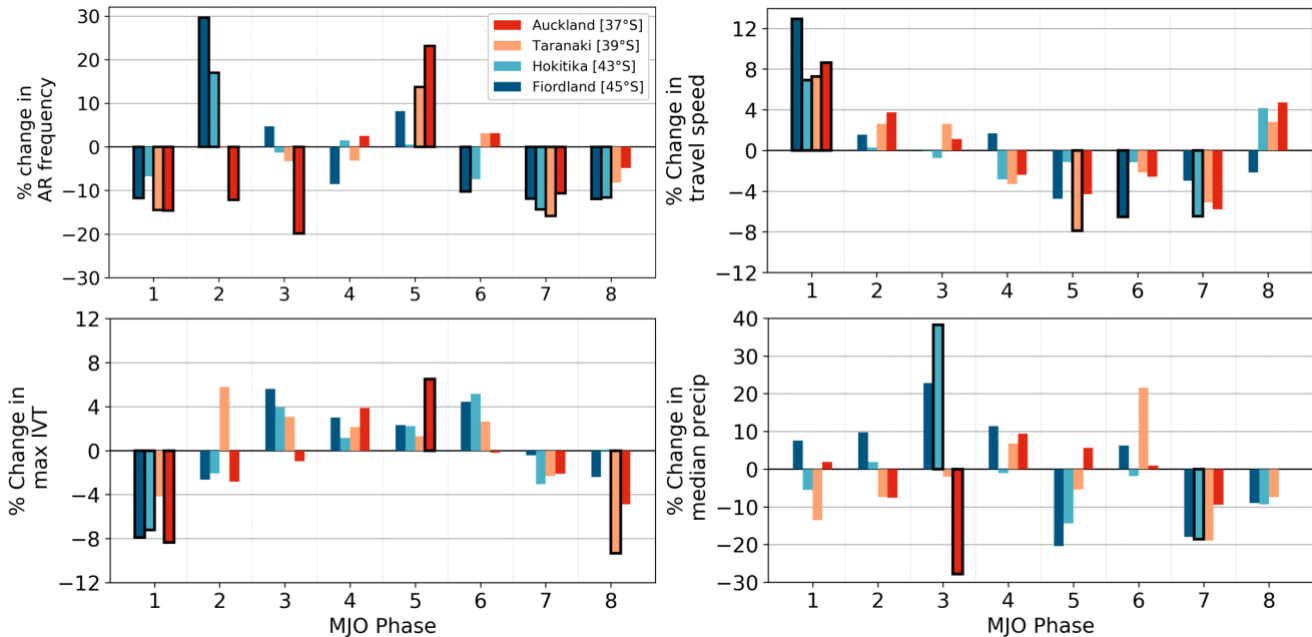 % change in
AR frequency
30
20
10
0
−10
−20
−30
Auckland [37°S]
Taranaki [39°S]
Hokitika [43°S]
Fiordland [45°S]
1 2 3 4 5 6 7 8
% Change in
travel speed
12
8
4
0
−4
−8
−12
1 2 3 4 5 6 7 8
% Change in
max IVT
12
8
4
0
−4
−8
−12
1 2 3 4 5 6 7 8
MJO Phase
% Change in
median precip
40
30
20
10
0
−10
−20
−30
1 2 3 4 5 6 7 8
MJO Phase